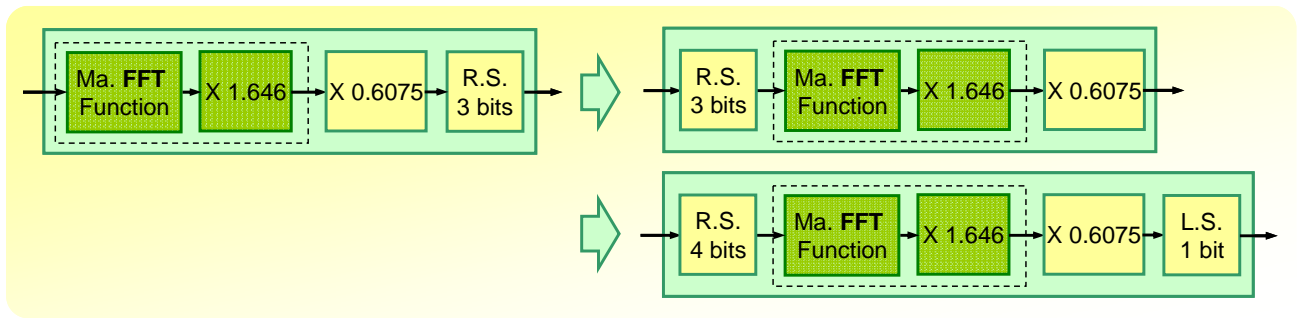 Ma. FFT
Function
X 1.646
X 0.6075
R.S.
3 bits
R.S.
3 bits
Ma. FFT
Function
X 1.646
X 0.6075
R.S.
4 bits
Ma. FFT
Function
X 1.646
X 0.6075
L.S.
1 bit